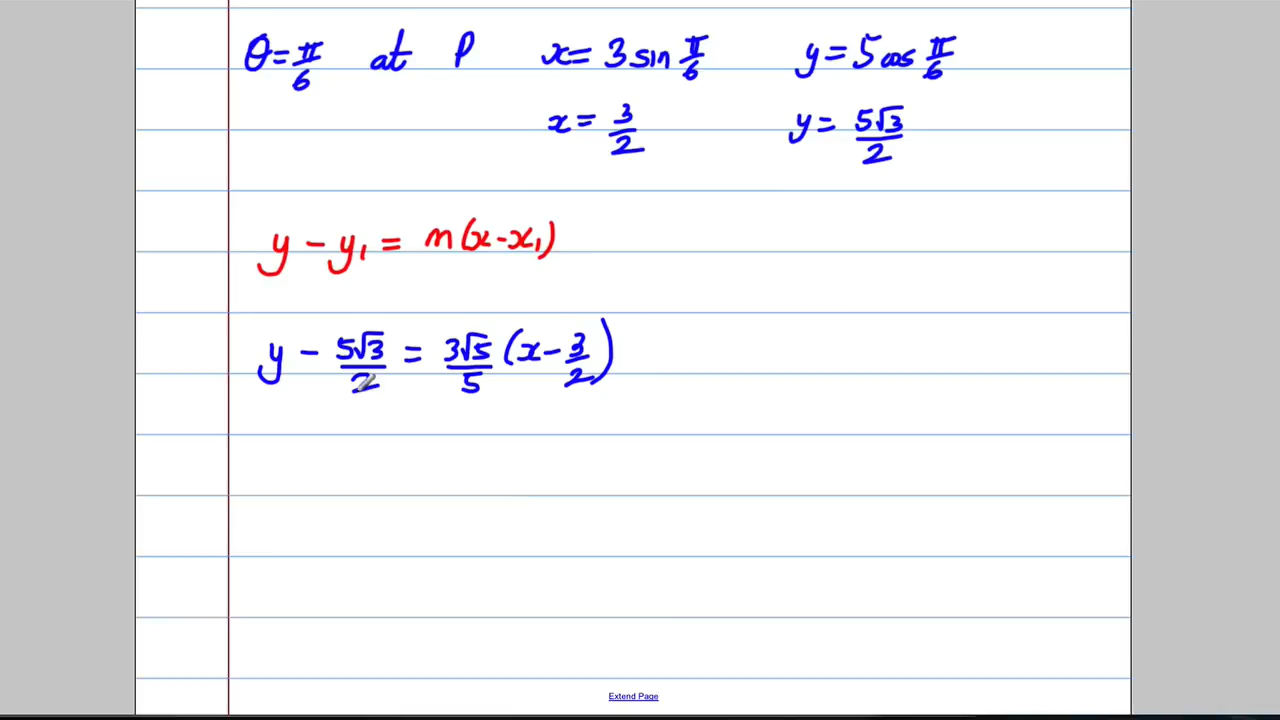 θ = π/6 at P x = 3 sin π/6 y = 5 cos π/6
x = 3/2 y = 5√3/2
y - y₁ = m(x - x₁)
y - 5√3/2 = 3√5/5 (x - 3/2)
Extend Page